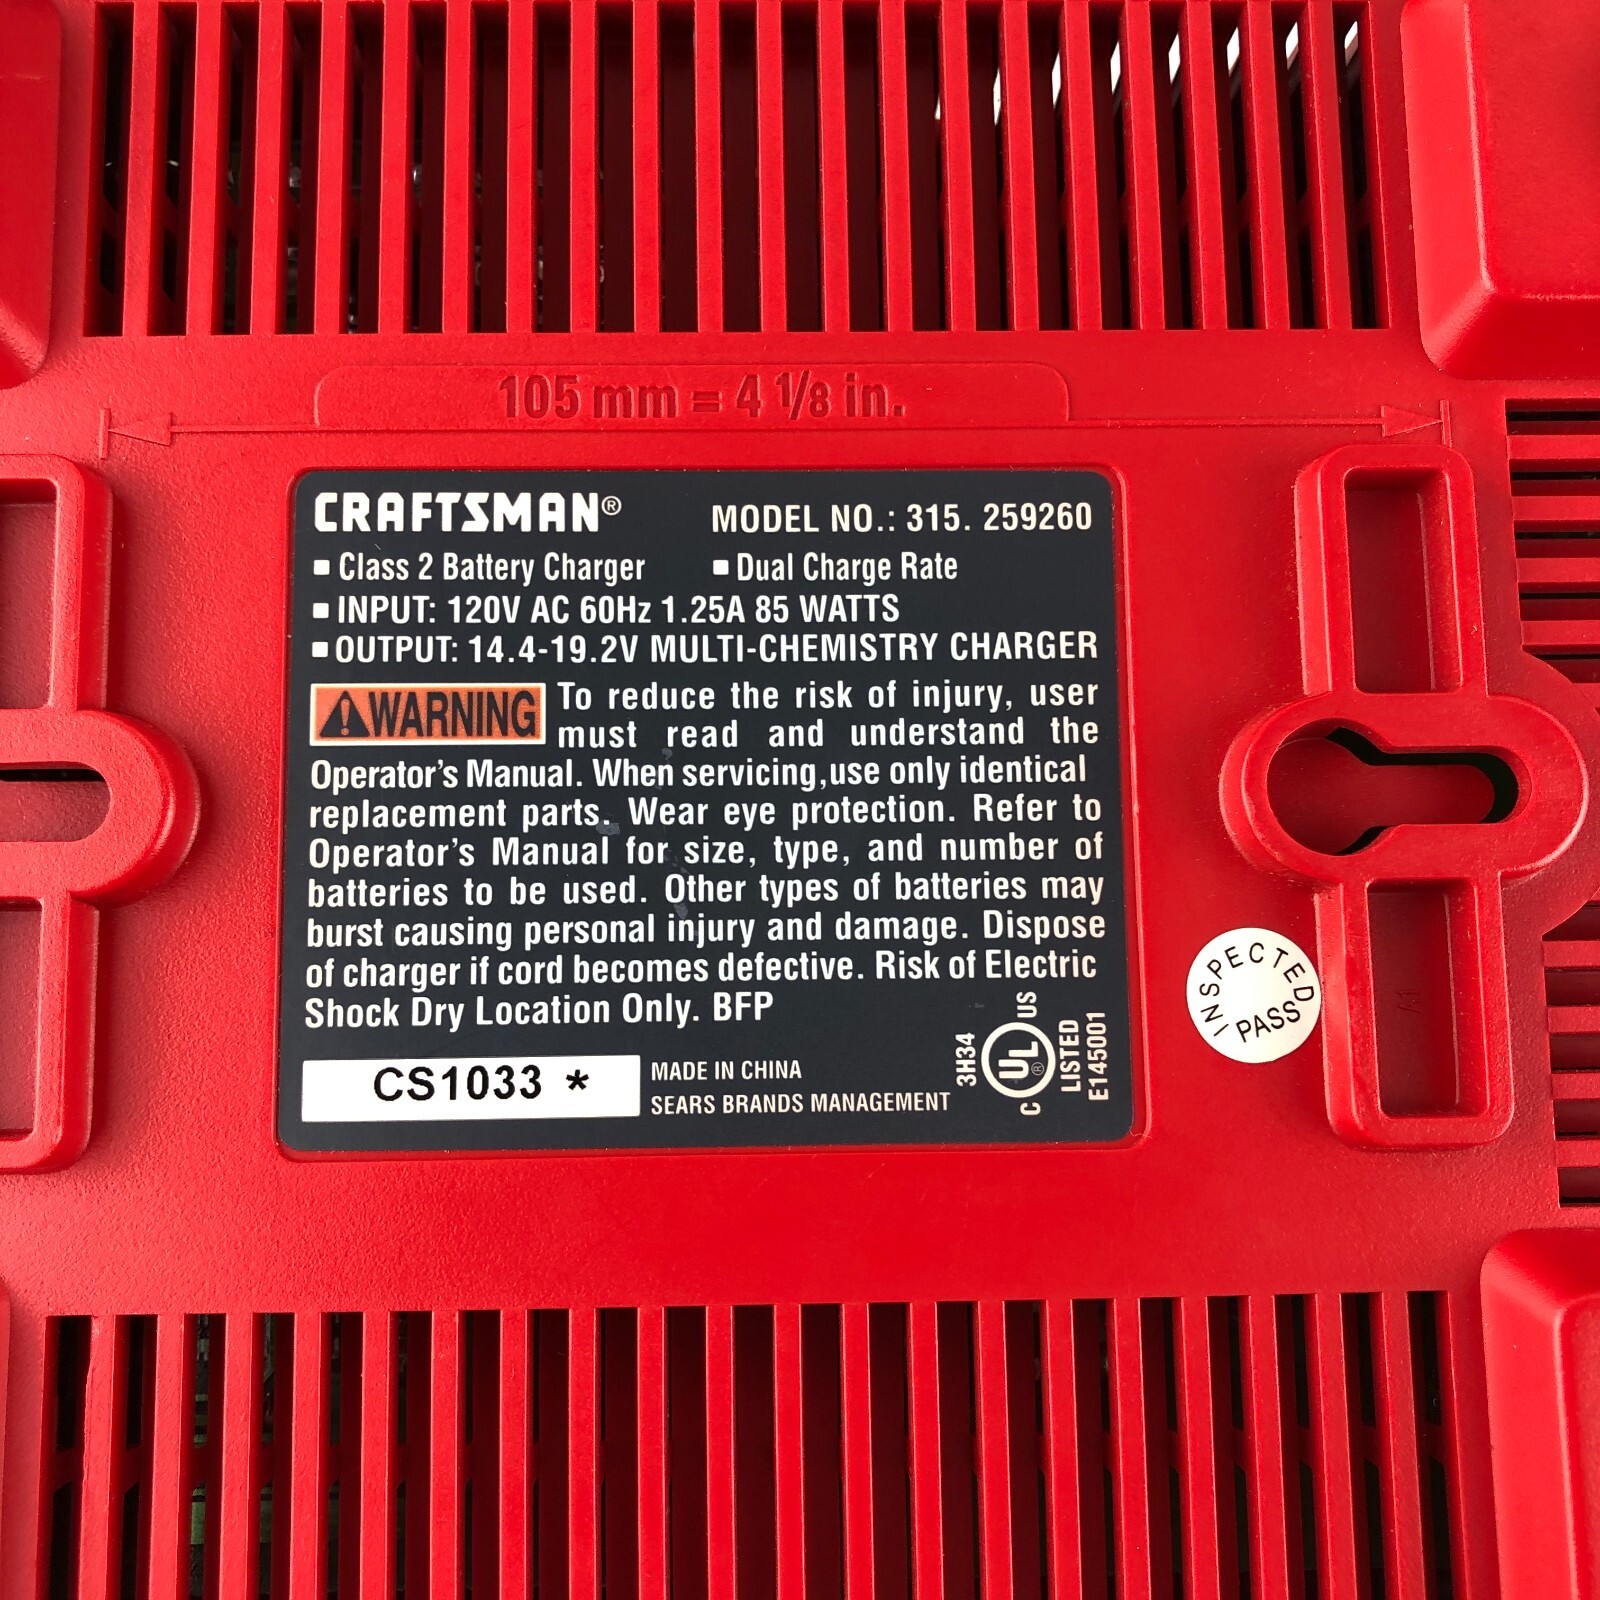 105 mm = 4 1/8 in.
CRAFTSMAN® MODEL NO.: 315. 259260
▪ Class 2 Battery Charger ▪ Dual Charge Rate
▪ INPUT: 120V AC 60Hz 1.25A 85 WATTS
▪ OUTPUT: 14.4-19.2V MULTI-CHEMISTRY CHARGER
⚠WARNING To reduce the risk of injury, user
must read and understand the
Operator's Manual. When servicing,use only identical
replacement parts. Wear eye protection. Refer to
Operator's Manual for size, type, and number of
batteries to be used. Other types of batteries may
burst causing personal injury and damage. Dispose
of charger if cord becomes defective. Risk of Electric
Shock Dry Location Only. BFP
CS1033 *
MADE IN CHINA
SEARS BRANDS MANAGEMENT
3H34
C UL® US
LISTED
E145001
INSPECTED
PASS